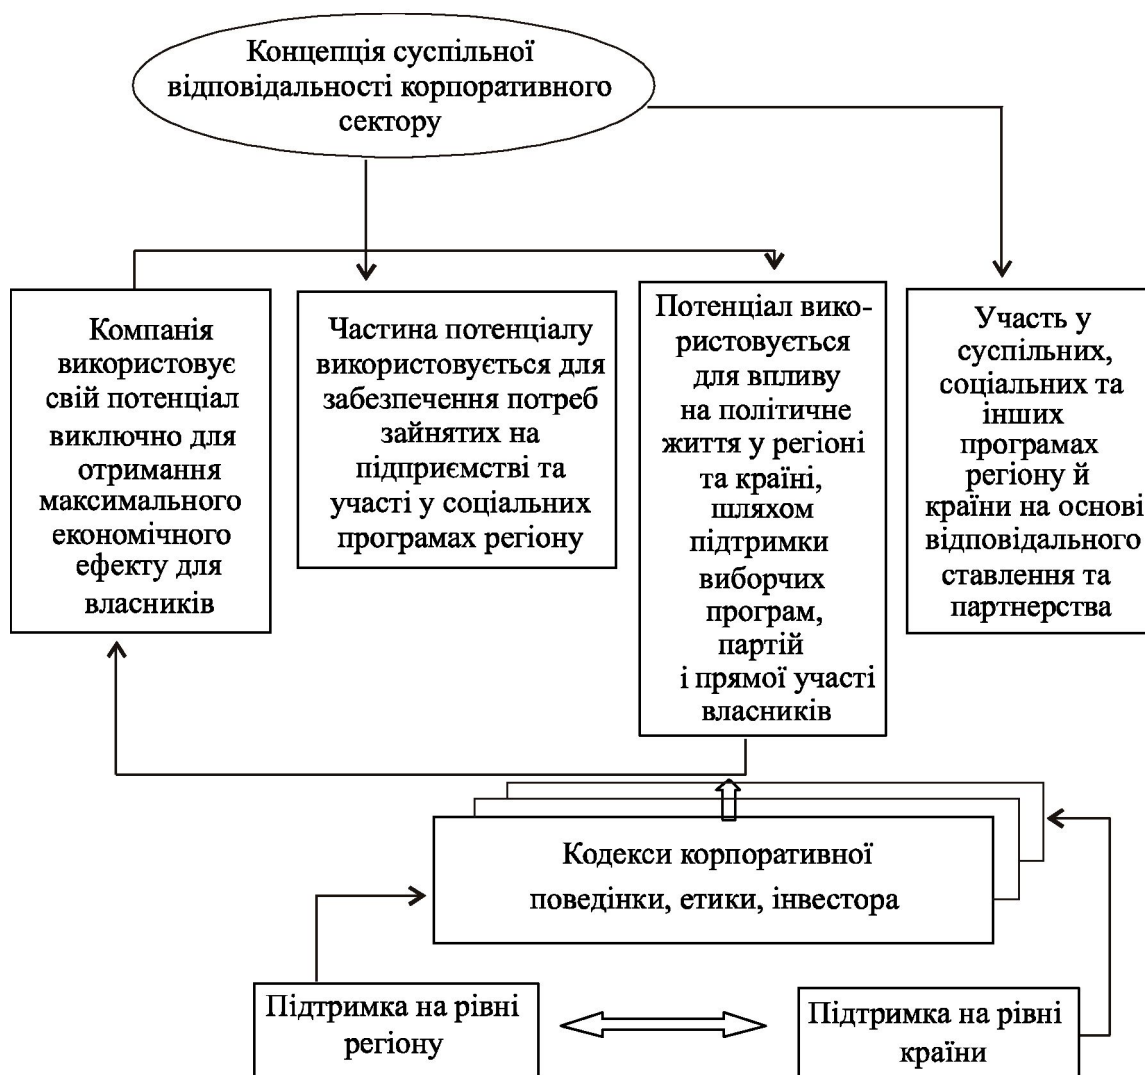 Концепція суспільної
відповідальності корпоративного
сектору
Компанія
використовує
свій потенціал
виключно для
отримання
максимального
економічного
ефекту для
власників
Частина потенціалу
використовується для
забезпечення потреб
зайнятих на
підприємстві та
участі у соціальних
програмах регіону
Потенціал вико-
ристовується
для впливу
на політичне
життя у регіоні
та країні,
шляхом
підтримки
виборчих
програм,
партій
і прямої участі
власників
Участь у
суспільних,
соціальних та
інших
програмах
регіону й
країни на основі
відповідального
ставлення та
партнерства
Кодекси корпоративної
поведінки, етики, інвестора
Підтримка на рівні
регіону
Підтримка на рівні
країни